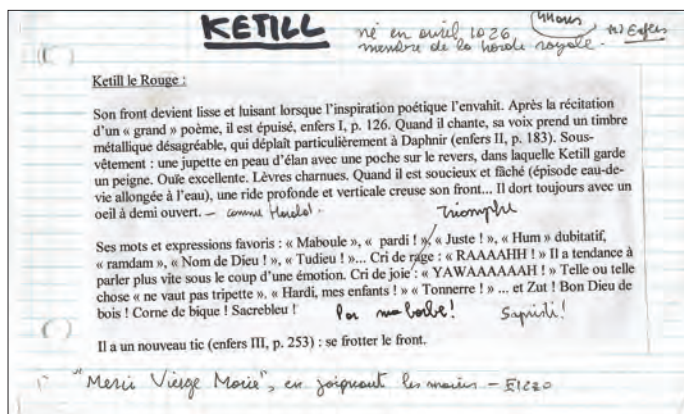 KETILL né en avril 1026,
membre de la horde royale.
Ketill le Rouge :
Son front devient lisse et luisant lorsque l'inspiration poétique l'envahit. Après la récitation
d'un « grand » poème, il est épuisé, enfers I, p. 126. Quand il chante, sa voix prend un timbre
métallique désagréable, qui déplaît particulièrement à Daphnir (enfers II, p. 183). Sous-
vêtement : une jupette en peau d'élan avec une poche sur le revers, dans laquelle Ketill garde
un peigne. Ouïe excellente. Lèvres charnues. Quand il est soucieux et fâché (épisode eau-de-
vie allongée à l'eau), une ride profonde et verticale creuse son front... Il dort toujours avec un
oeil à demi ouvert. – comme
Triomphe
Ses mots et expressions favoris : « Maboule », « pardi ! », « Juste ! », « Hum » dubitatif,
« ramdam », « Nom de Dieu ! », « Tudieu ! »... Cri de rage : « RAAAAHH ! » Il a tendance à
parler plus vite sous le coup d'une émotion. Cri de joie : « YAWAAAAAAH ! » Telle ou telle
chose « ne vaut pas tripette ». « Hardi, mes enfants ! » « Tonnerre ! » ... et Zut ! Bon Dieu de
bois ! Corne de bique ! Sacrebleu ! Par ma barbe ! Sapristi !
Il a un nouveau tic (enfers III, p. 253) : se frotter le front.
"Merci Vierge Marie", en joignant les mains –